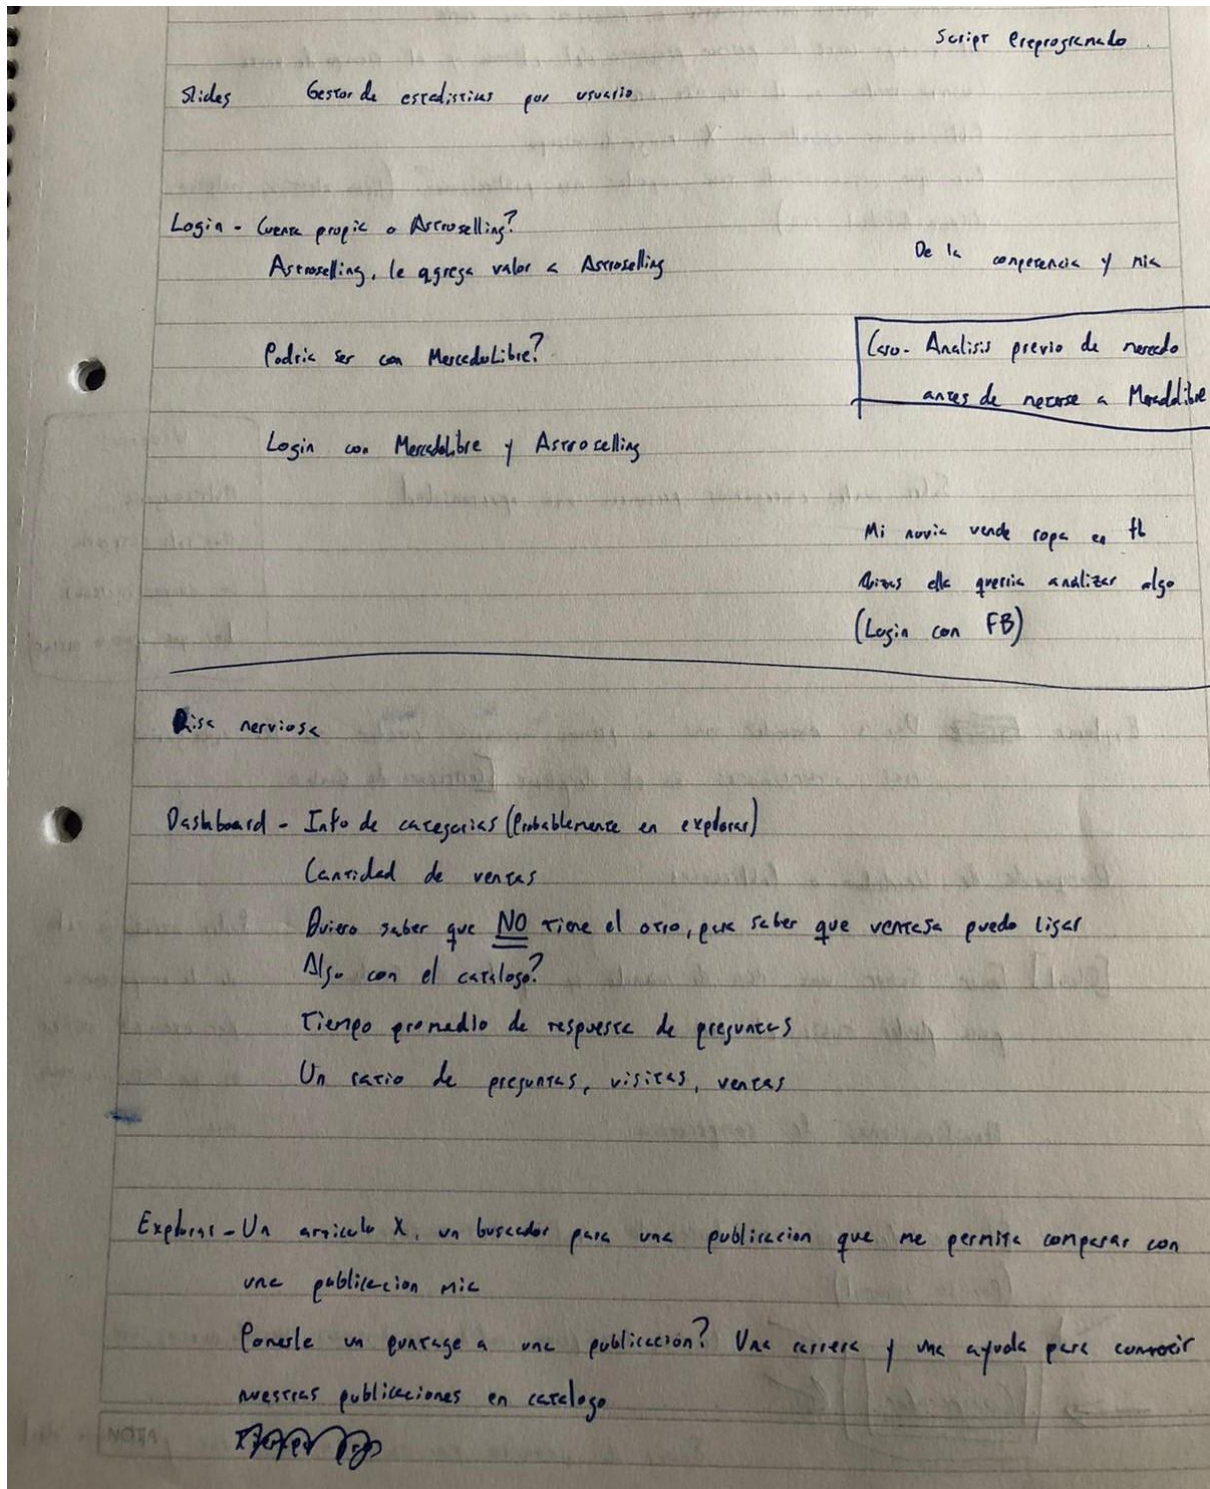 Script Preprogramado.
Slides Gestor de estadisticas por usuario
Login - Cuenta propia o Astroselling?
Astroselling, le agrega valor a Astroselling
De la competencia y mia
Podria ser con MercadoLibre?
Caso - Analisis previo de mercado
antes de meterse a MercadoLibre
Login con MercadoLibre y Astroselling
Mi novia vende ropa en fb
Quizas ella querria analizar algo
(Login con FB)
Risa nerviosa
Dashboard - Info de categorias (Probablemente en explorar)
Cantidad de ventas
Quiero saber que NO tiene el otro, para saber que ventaja puedo ligar
Algo con el catalogo?
Tiempo promedio de respuesta de preguntas
Un ratio de preguntas, visitas, ventas
Explorar - Un articulo X, un buscador para una publicacion que me permita comparar con
una publicacion mia
Ponerle un puntage a una publicacion? Una carrera y una ayuda para convertir
nuestras publicaciones en catalogo